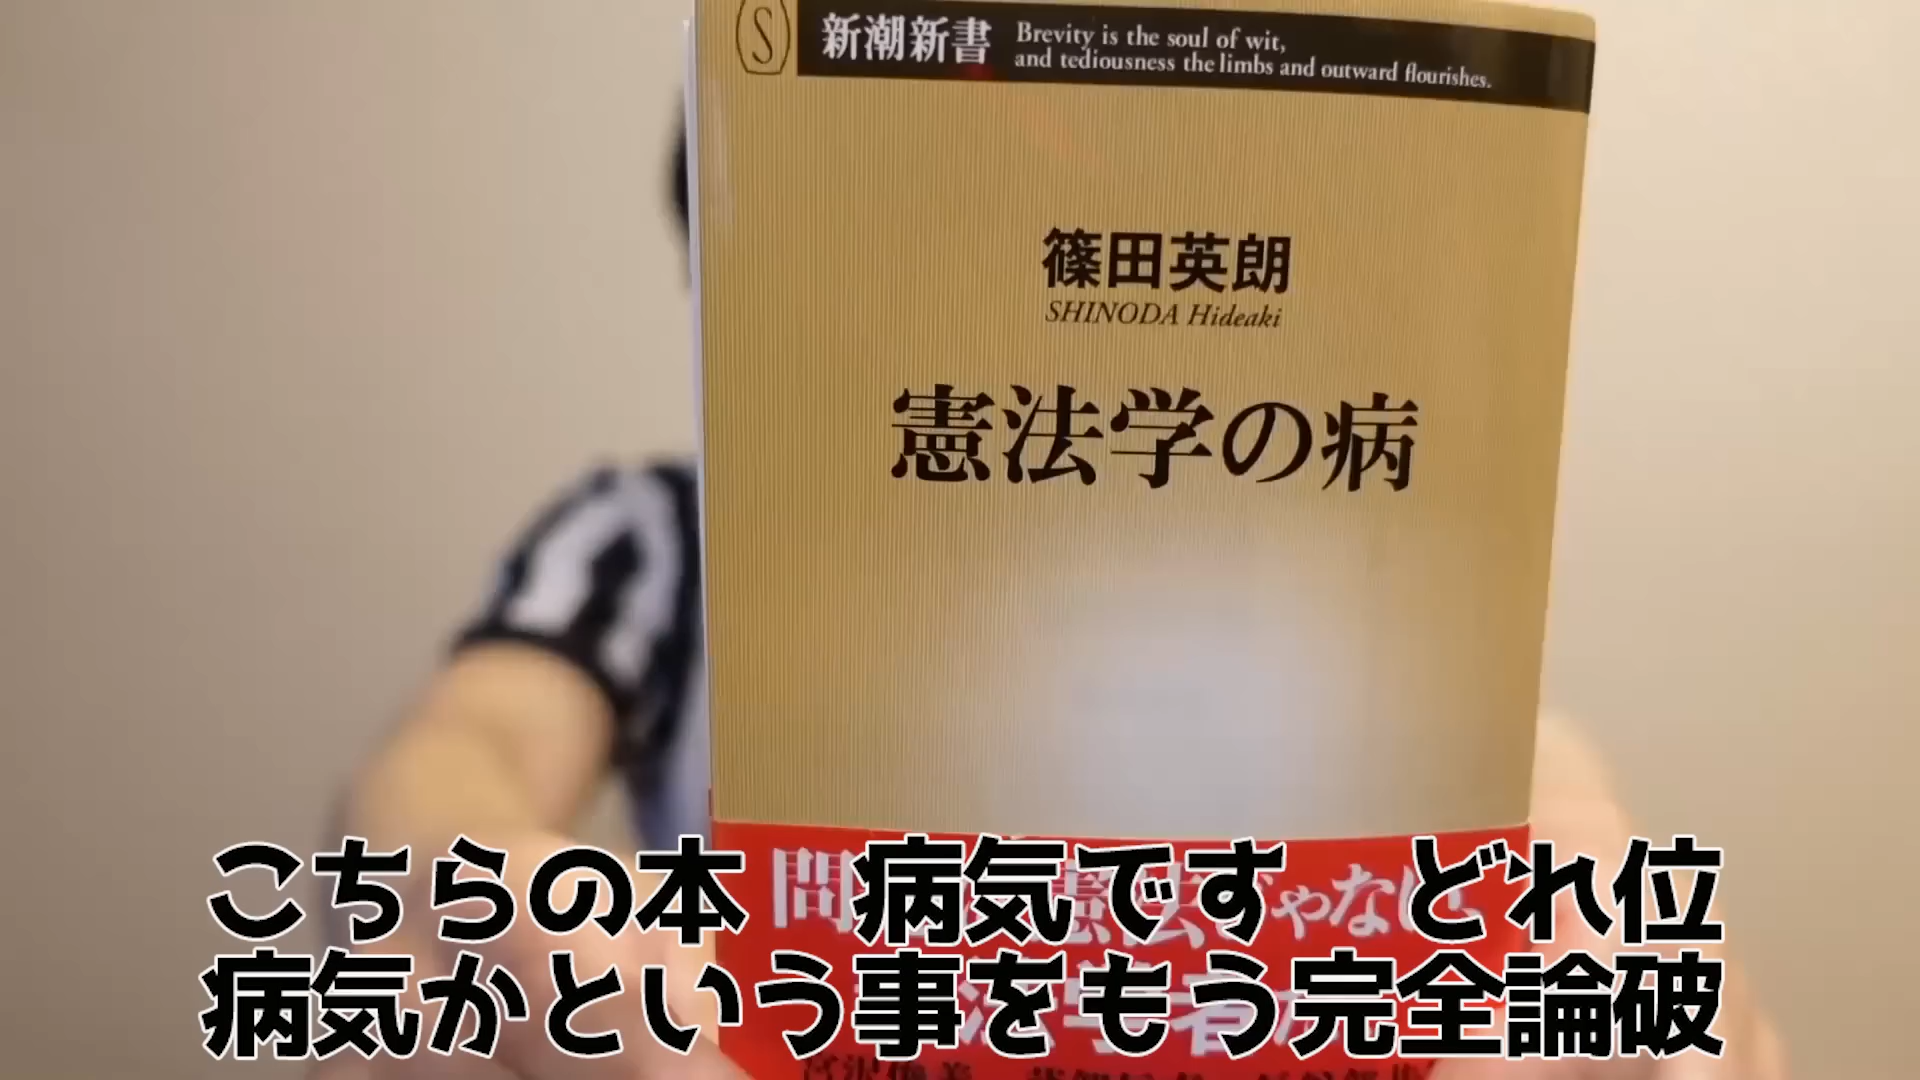 S
新潮新書
Brevity is the soul of wit,
and tediousness the limbs and outward flourishes.
篠田英朗
SHINODA Hideaki
憲法学の病
こちらの本　病気です　どれ位
病気かという事をもう完全論破